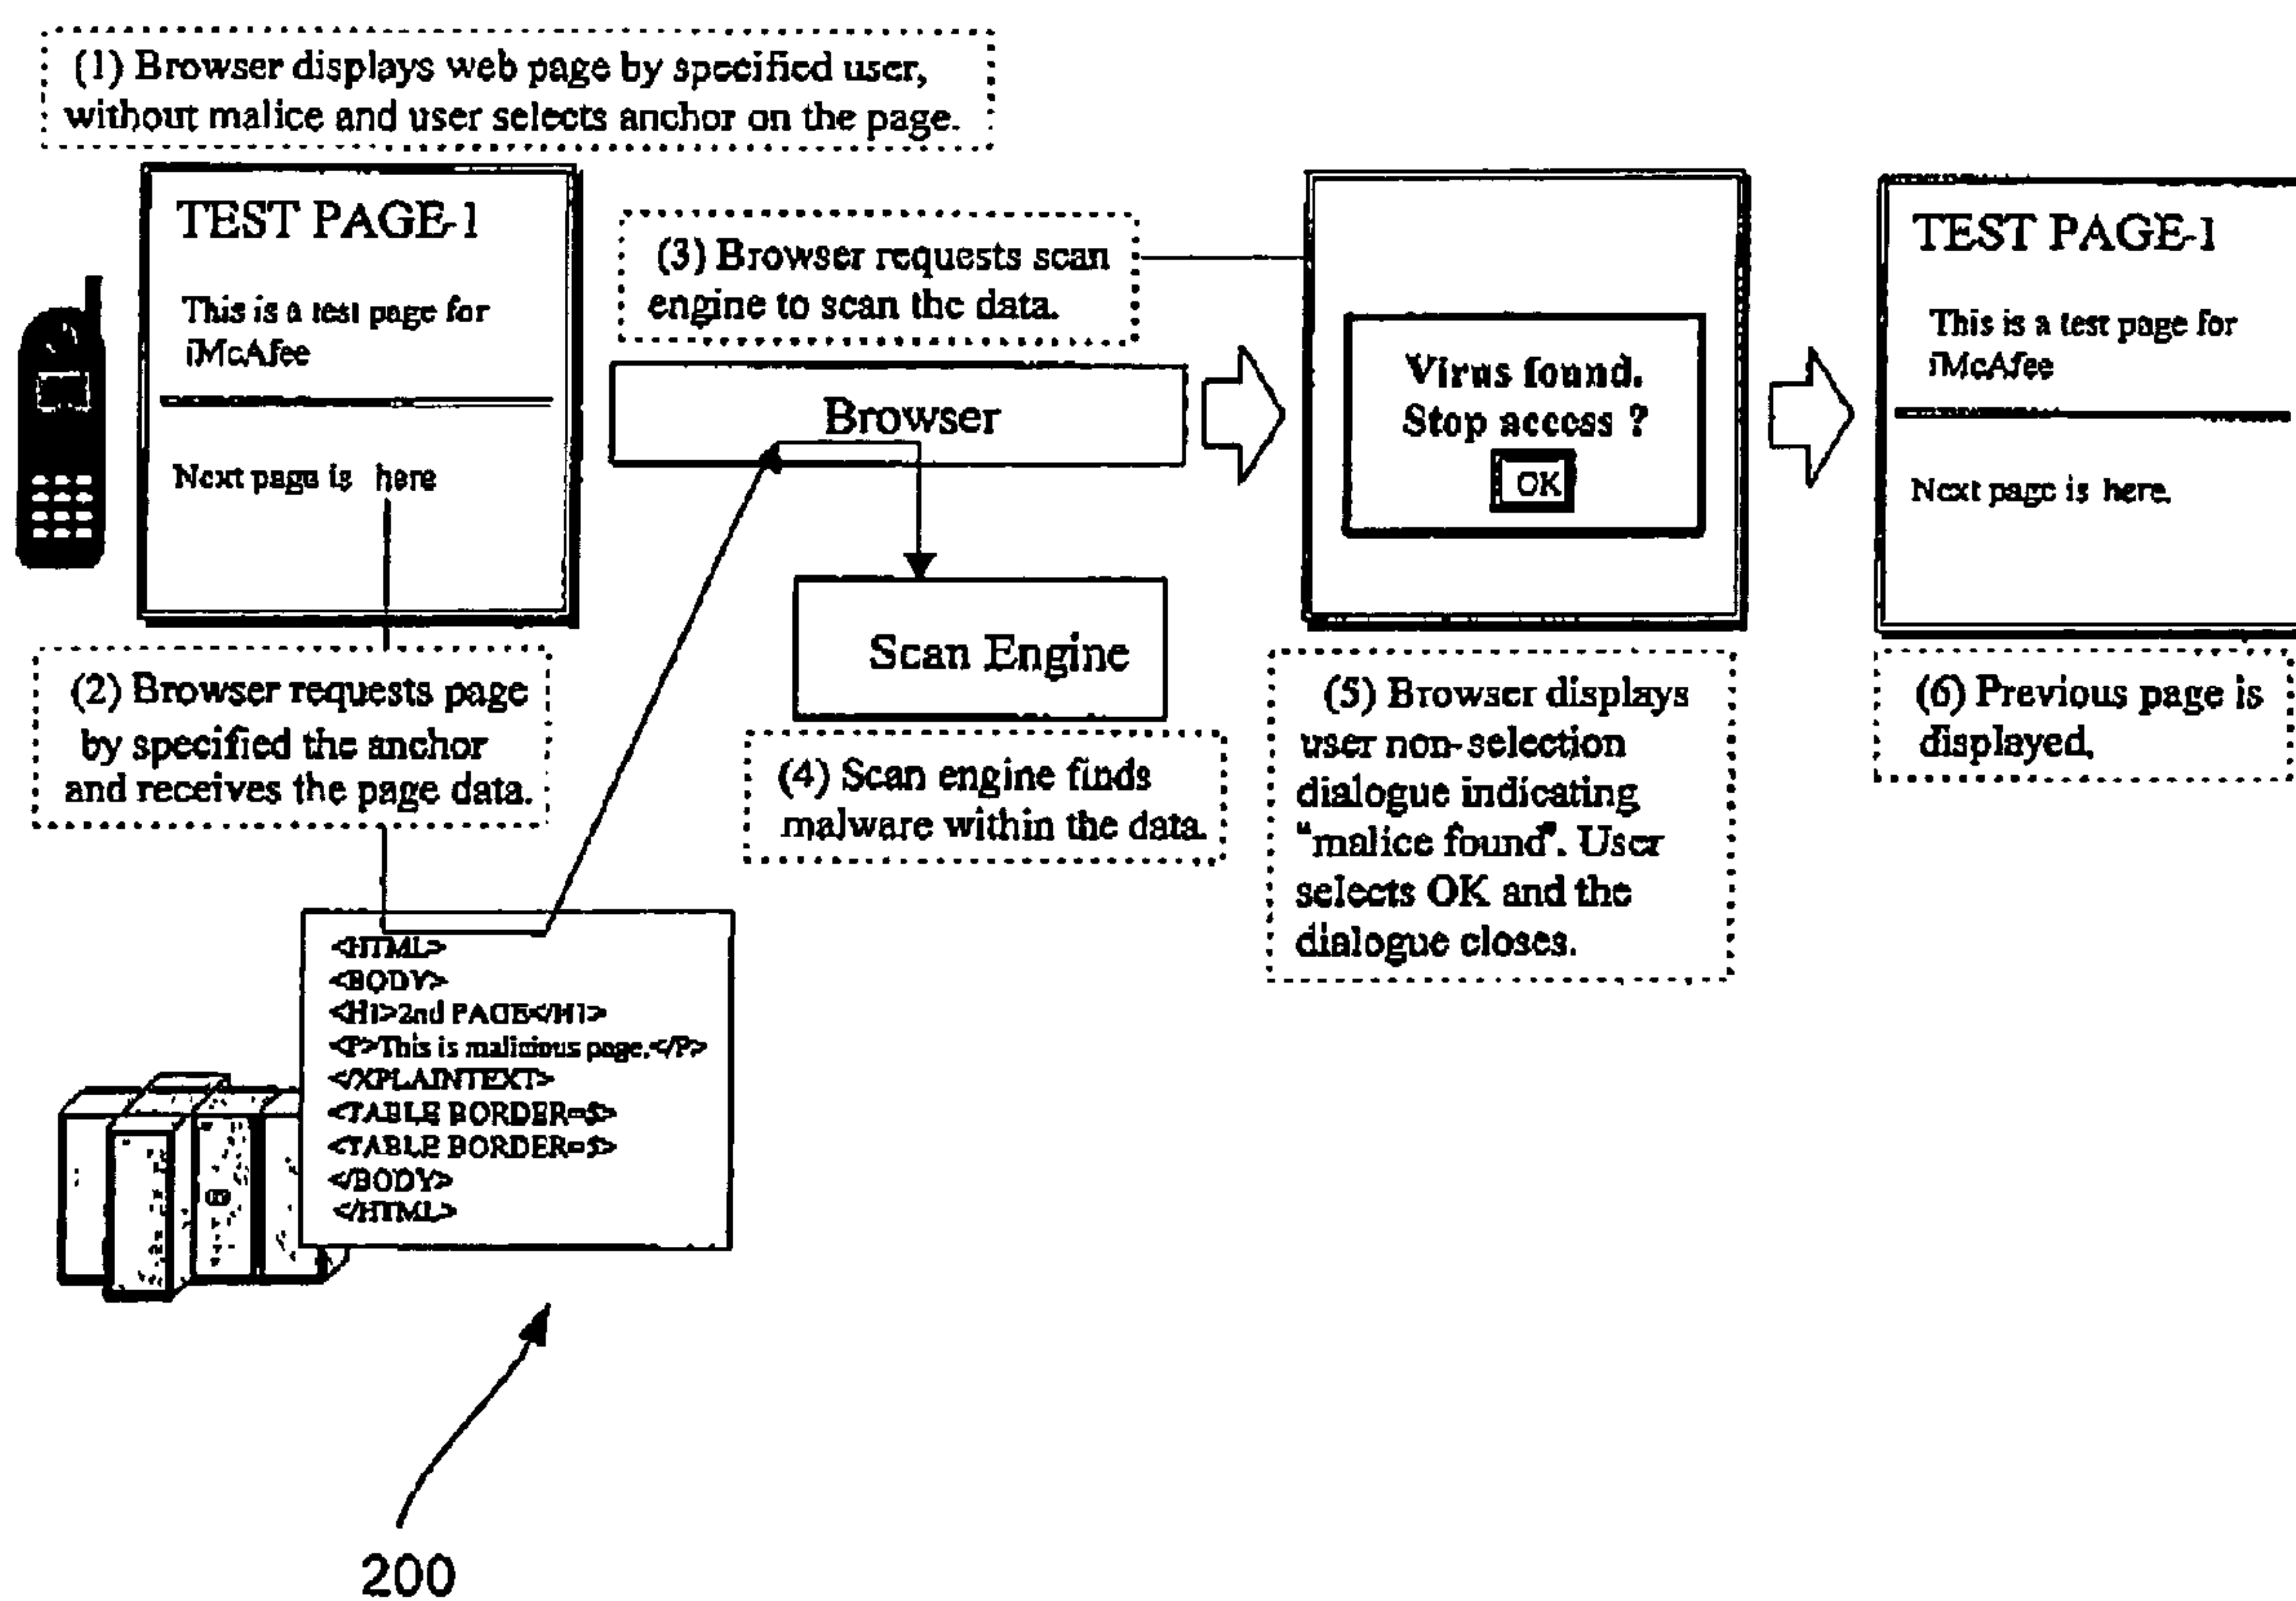 (1) Browser displays web page by specified user,
without malice and user selects anchor on the page.
TEST PAGE-1
This is a test page for
iMcAfee
Next page is here
(2) Browser requests page
by specified the anchor
and receives the page data.
<HTML>
<BODY>
<H1>2nd PAGE</H1>
<P>This is malicious page.</P>
</XPLAINTEXT>
<TABLE BORDER=5>
<TABLE BORDER=5>
</BODY>
</HTML>
(3) Browser requests scan
engine to scan the data.
Browser
Scan Engine
(4) Scan engine finds
malware within the data.
Virus found.
Stop access ?
OK
(5) Browser displays
user non-selection
dialogue indicating
"malice found". User
selects OK and the
dialogue closes.
TEST PAGE-1
This is a test page for
iMcAfee
Next page is here.
(6) Previous page is
displayed.
200